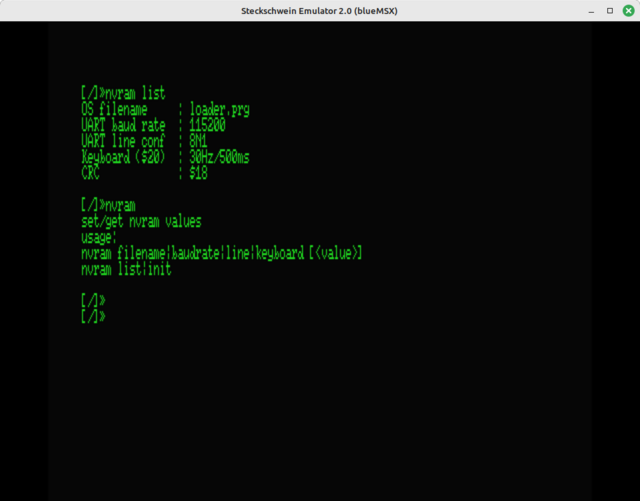 Steckschwein Emulator 2.0 (blueMSX)
[/]»nvram list
OS filename : loader.prg
UART baud rate : 115200
UART line conf : 8N1
Keyboard ($20) : 30Hz/500ms
CRC : $18
[/]»nvram
set/get nvram values
usage:
nvram filename|baudrate|line|keyboard [<value>]
nvram list|init
[/]»
[/]»